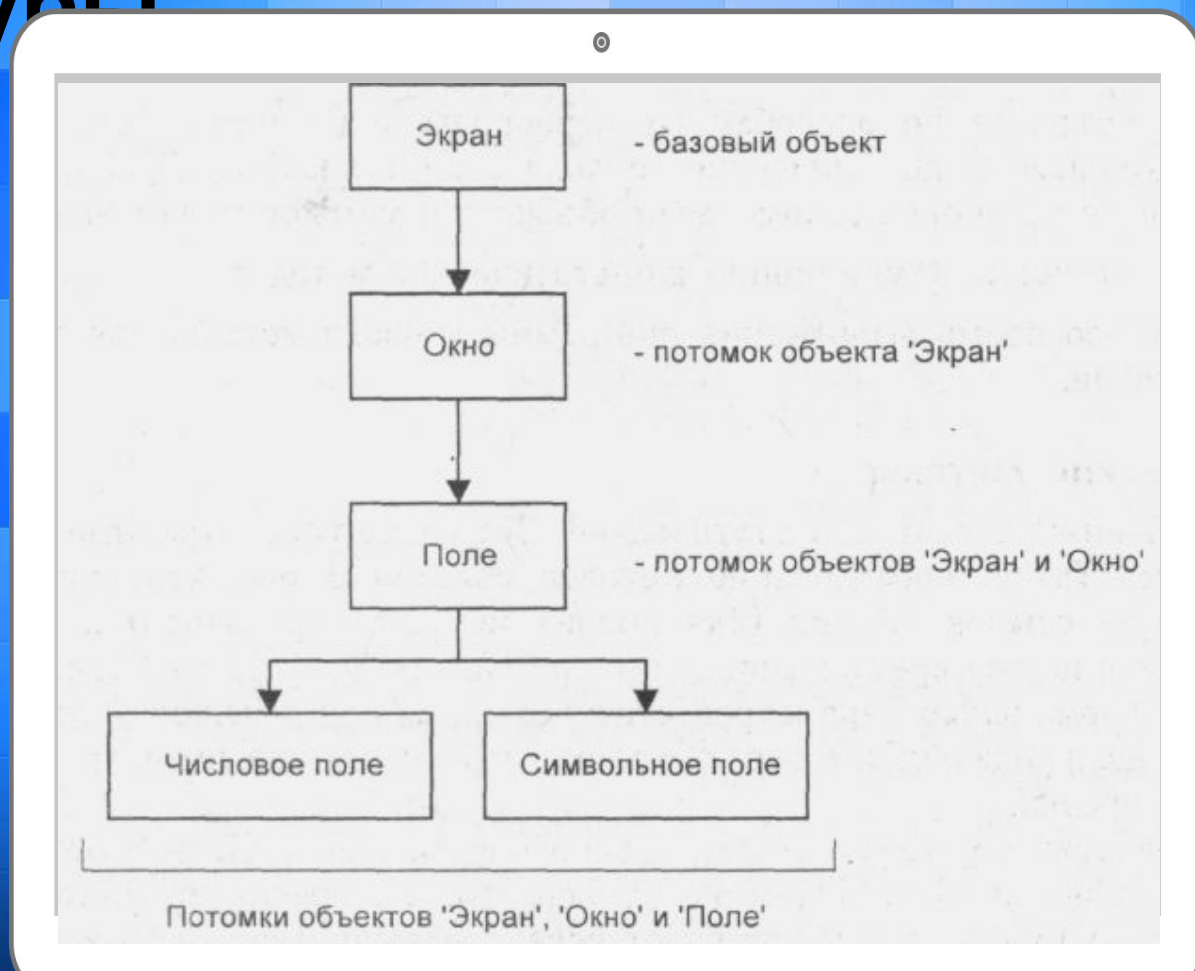 Экран
- базовый объект
Окно
- потомок объекта 'Экран'
Поле
- потомок объектов 'Экран' и 'Окно'
Числовое поле
Символьное поле
Потомки объектов 'Экран', 'Окно' и 'Поле'